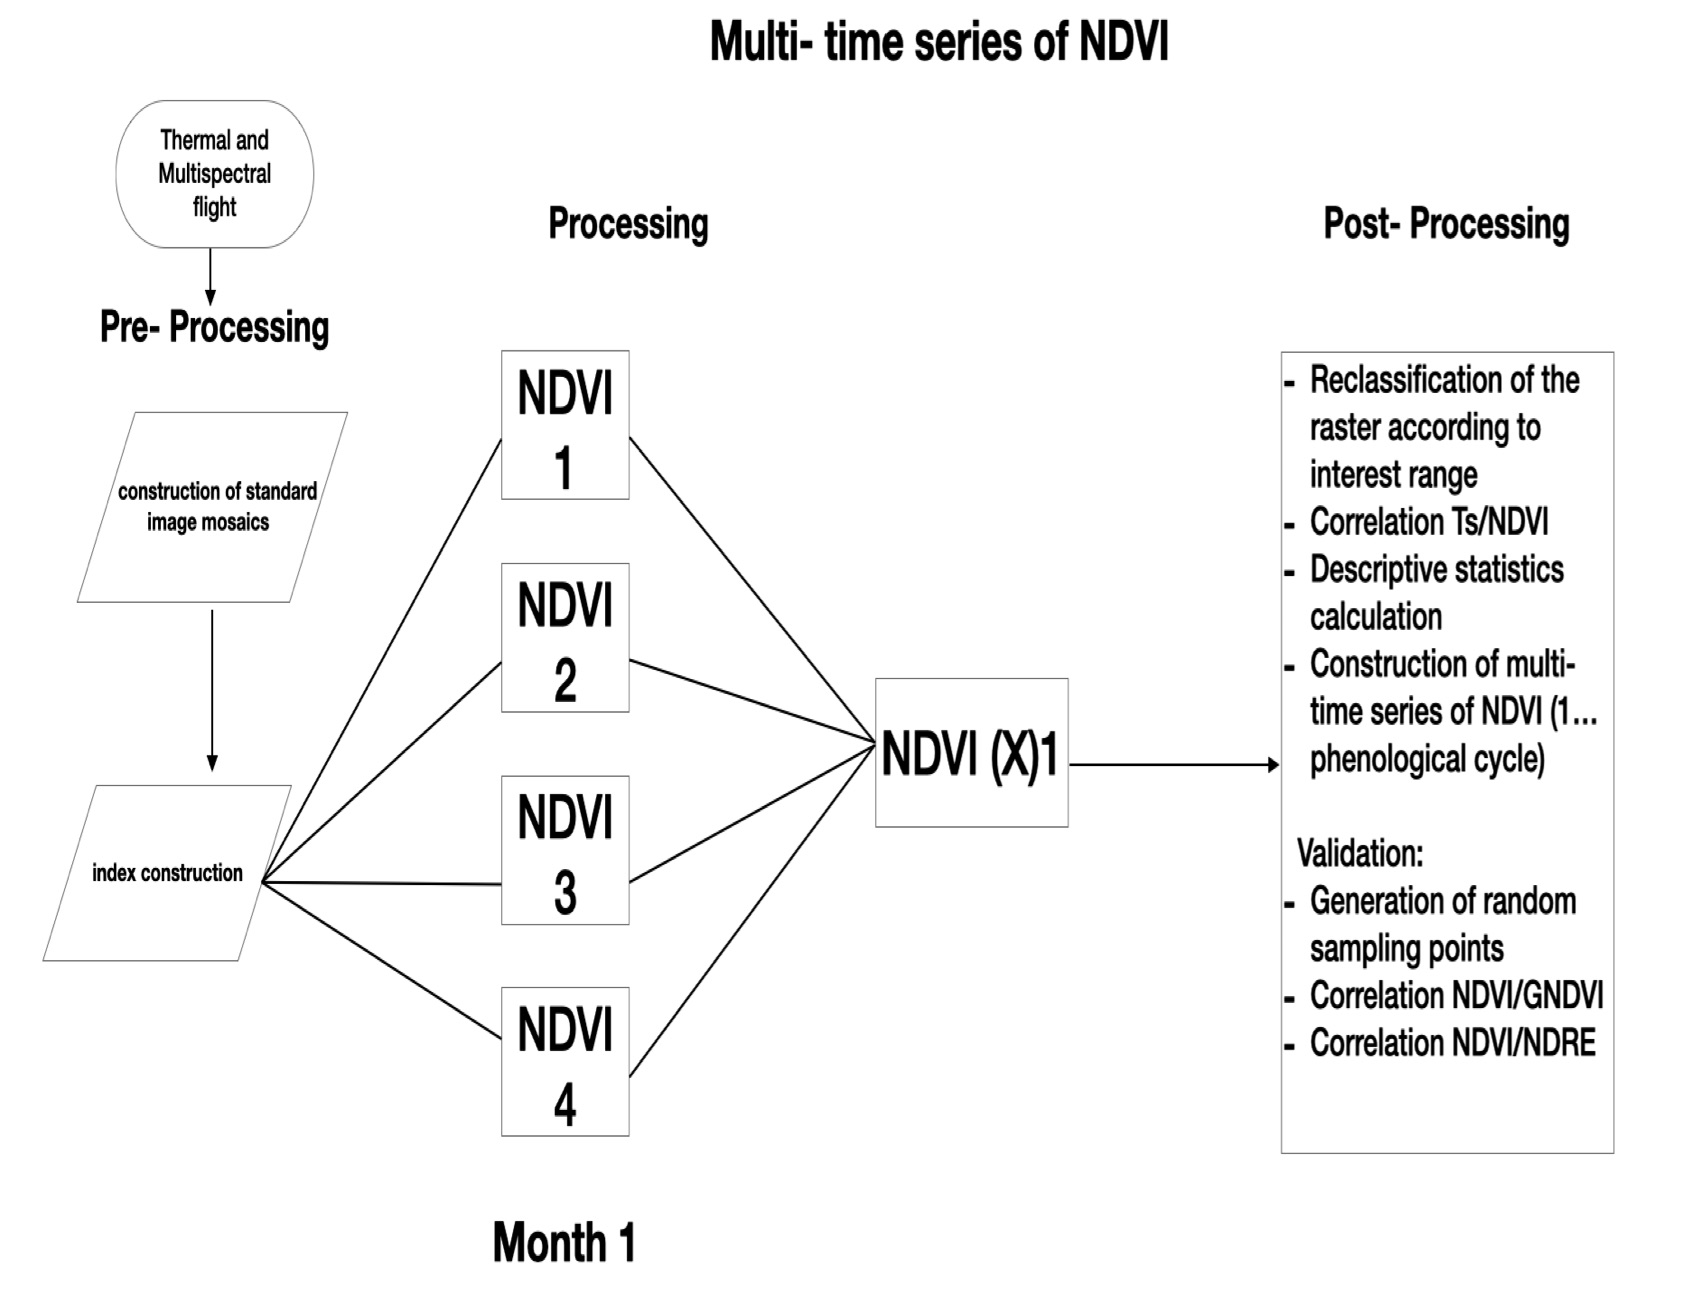 Multi- time series of NDVI
Thermal and
Multispectral
flight
Pre- Processing
construction of standard
image mosaics
index construction
Processing
NDVI
1
NDVI
2
NDVI
3
NDVI
4
Month 1
NDVI (X)1
Post- Processing
- Reclassification of the
raster according to
interest range
- Correlation Ts/NDVI
- Descriptive statistics
calculation
- Construction of multi-
time series of NDVI (1...
phenological cycle)
Validation:
- Generation of random
sampling points
- Correlation NDVI/GNDVI
- Correlation NDVI/NDRE